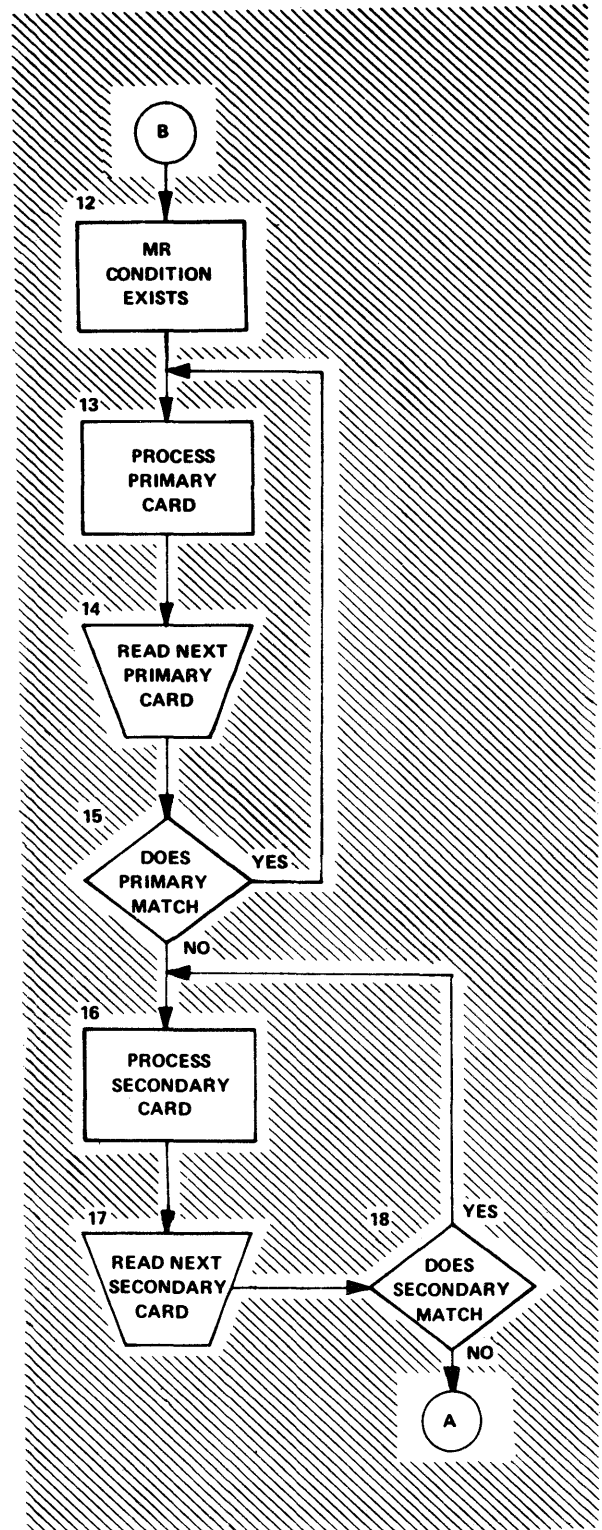 B
12
MR
CONDITION
EXISTS
13
PROCESS
PRIMARY
CARD
14
READ NEXT
PRIMARY
CARD
15
DOES
PRIMARY
MATCH
YES
NO
16
PROCESS
SECONDARY
CARD
17
READ NEXT
SECONDARY
CARD
18
YES
DOES
SECONDARY
MATCH
NO
A